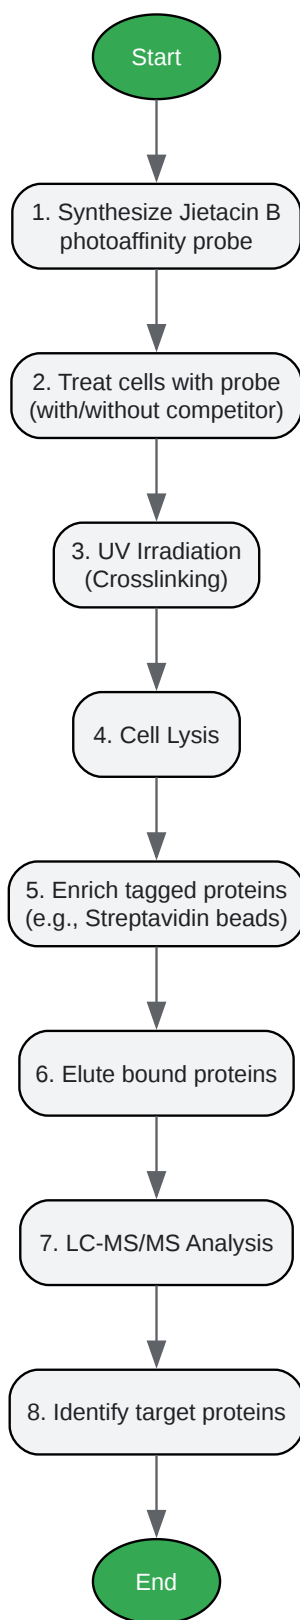 Start
1. Synthesize Jietacin B
photoaffinity probe
2. Treat cells with probe
(with/without competitor)
3. UV Irradiation
(Crosslinking)
4. Cell Lysis
5. Enrich tagged proteins
(e.g., Streptavidin beads)
6. Elute bound proteins
7. LC-MS/MS Analysis
8. Identify target proteins
End